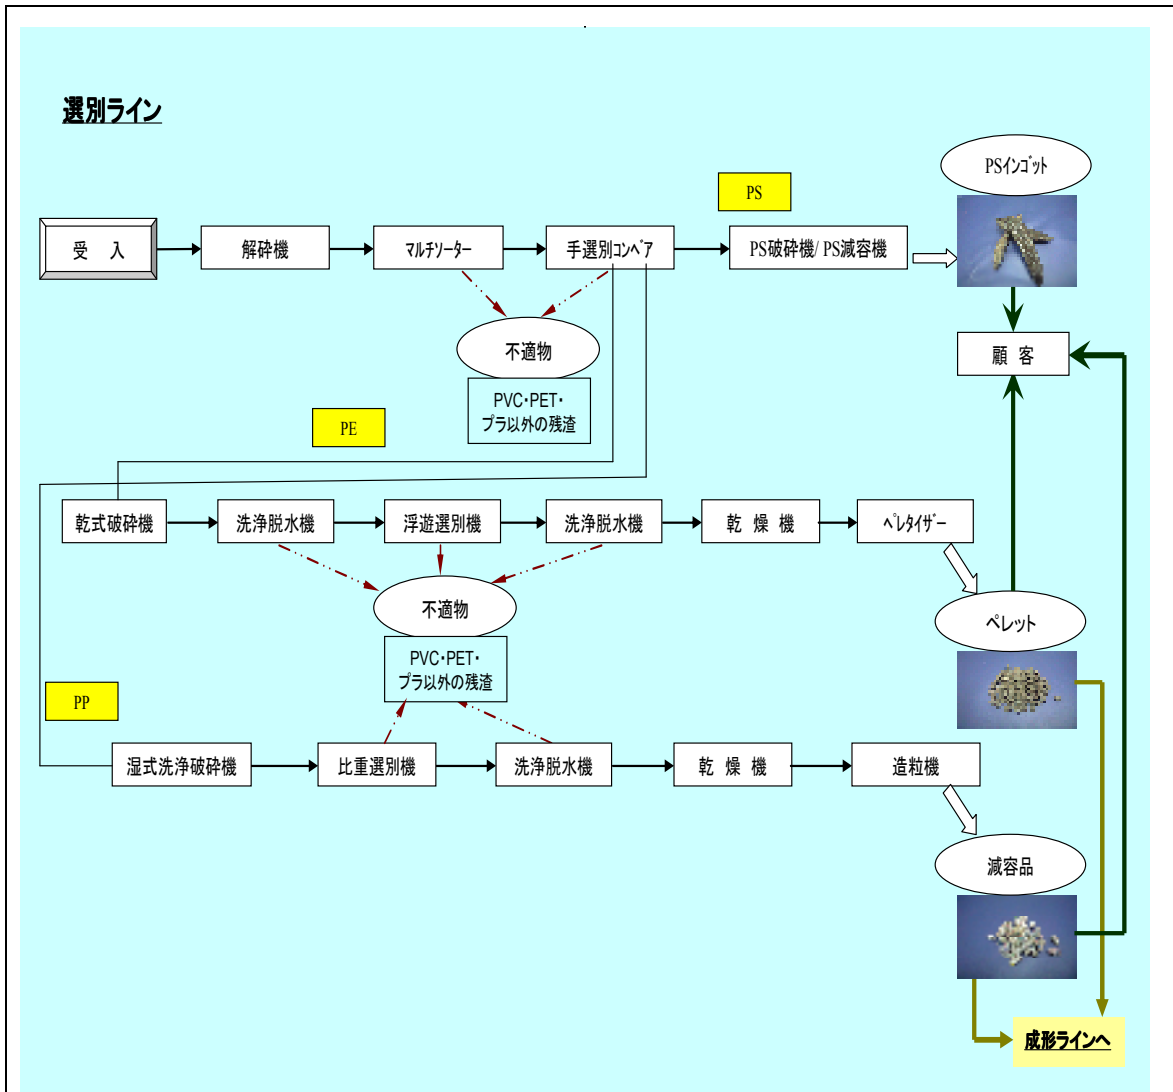 選別ライン
PSインゴット
PS
受 入
解砕機
マルチソーター
手選別コンベア
PS破砕機/ PS減容機
不適物
顧 客
PVC・PET・
プラ以外の残渣
PE
乾式破砕機
洗浄脱水機
浮遊選別機
洗浄脱水機
乾 燥 機
ペレタイザー
不適物
ペレット
PVC・PET・
プラ以外の残渣
PP
湿式洗浄破砕機
比重選別機
洗浄脱水機
乾 燥 機
造粒機
減容品
成形ラインへ